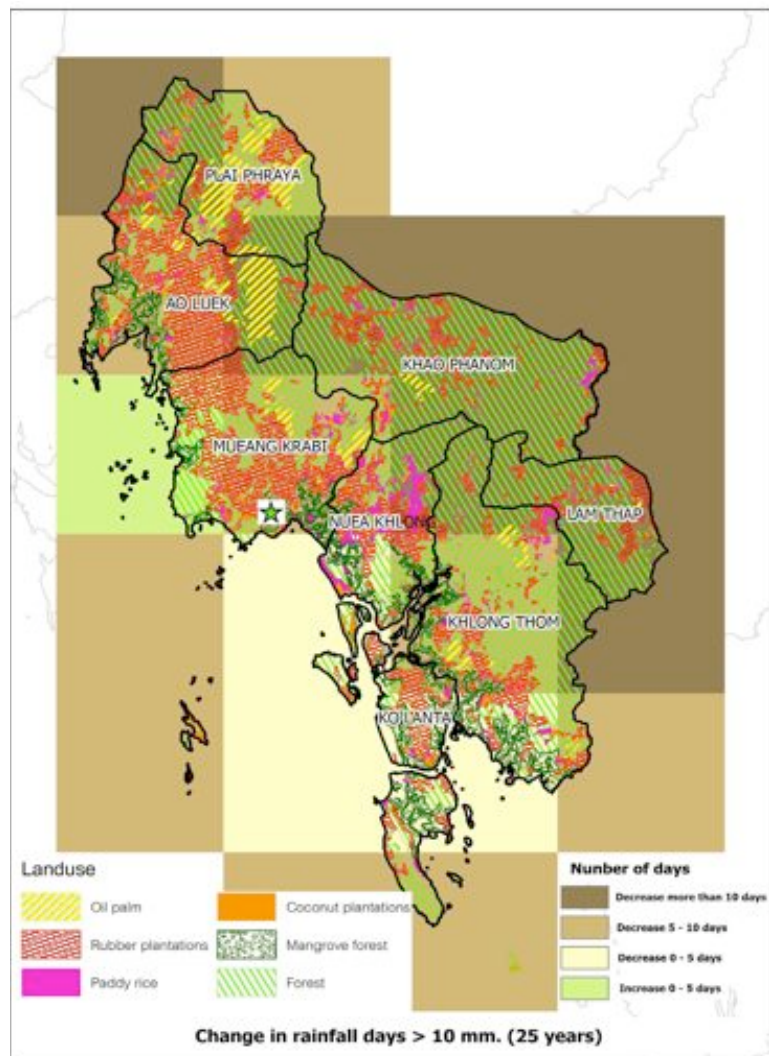 PLAI PHRAYA
AO LUEK
KHAO PHANOM
MUEANG KRABI
NUEA KHLONG
LAM THAP
KHLONG THOM
KO LANTA
Landuse
Oil palm
Rubber plantations
Paddy rice
Coconut plantations
Mangrove forest
Forest
Nunber of days
Decrease more than 10 days
Decrease 5 - 10 days
Decrease 0 - 5 days
Increase 0 - 5 days
Change in rainfall days > 10 mm. (25 years)